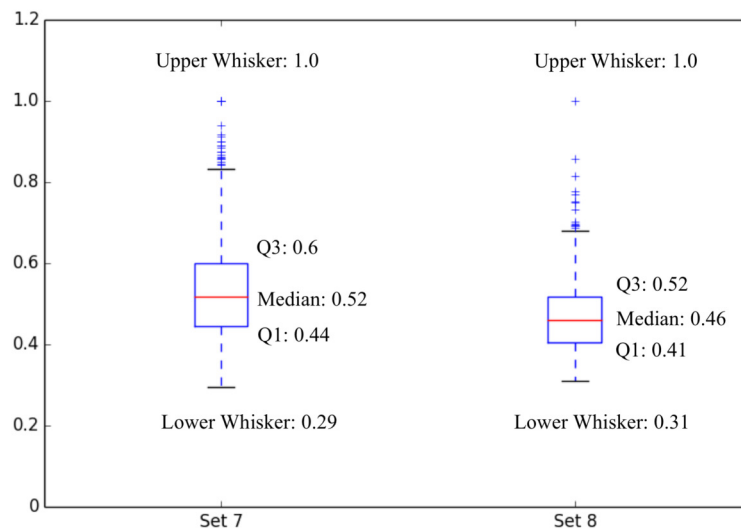 1.2
Upper Whisker: 1.0 Upper Whisker: 1.0
1.0
0.8
Q3: 0.6
0.6
Q3: 0.52
Median: 0.52
Median: 0.46
Q1: 0.44
Q1: 0.41
0.4
Lower Whisker: 0.29 Lower Whisker: 0.31
0.2
0
Set 7 Set 8